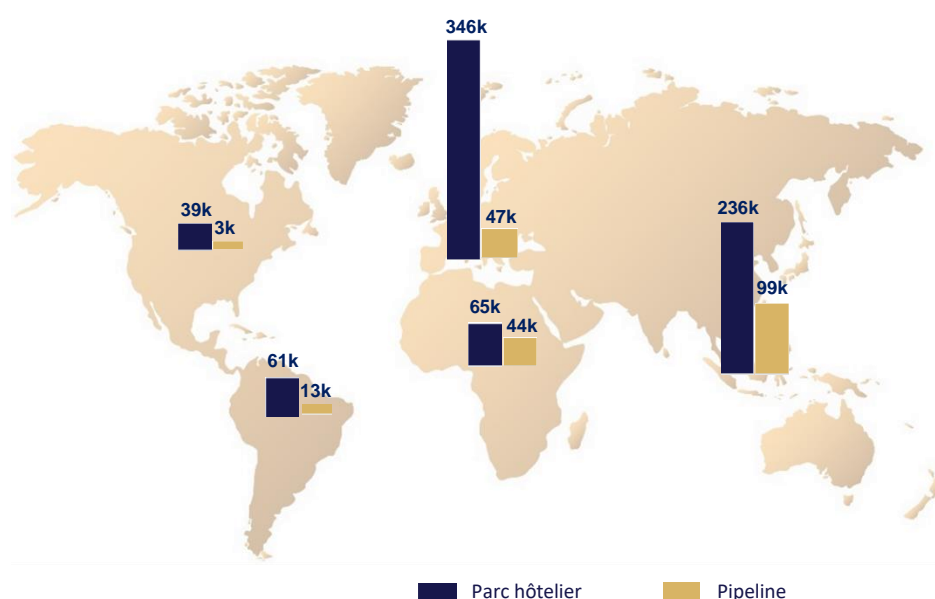 346k
47k
39k
3k
236k
99k
65k
44k
61k
13k
Parc hôtelier
Pipeline